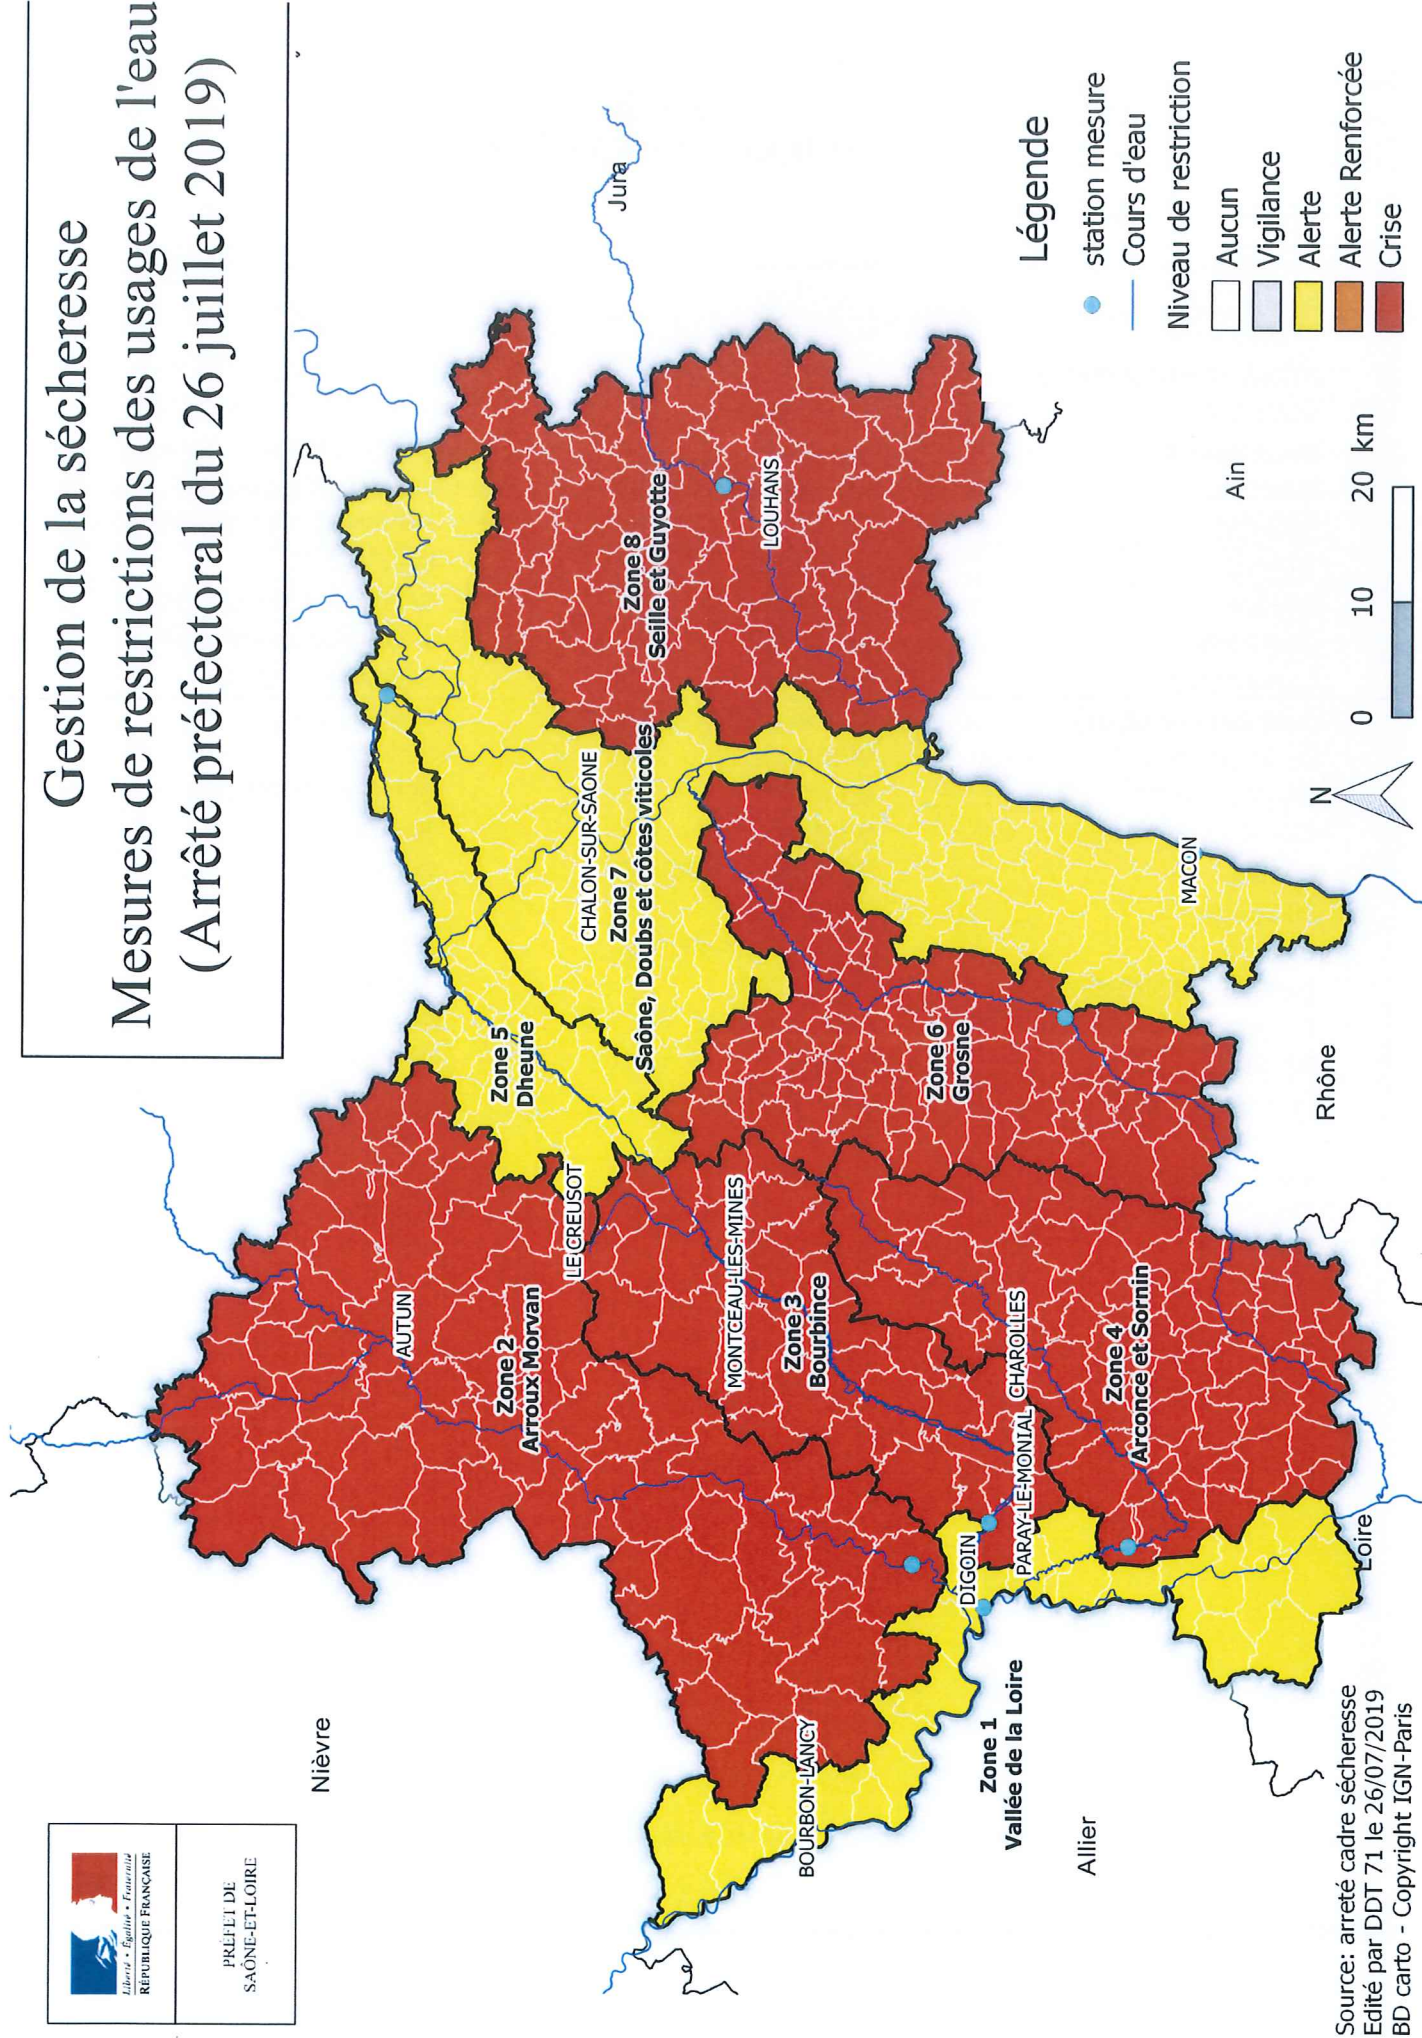 Liberté • Égalité • Fraternité
RÉPUBLIQUE FRANÇAISE
PRÉFET DE
SAÔNE-ET-LOIRE
Gestion de la sécheresse
Mesures de restrictions des usages de l'eau
(Arrêté préfectoral du 26 juillet 2019)
Nièvre
Jura
AUTUN
Zone 2
Arroux Morvan
LE CREUSOT
Zone 5
Dheune
CHALON-SUR-SAONE
Zone 7
Saône, Doubs et côtes viticoles
Zone 8
Seille et Guyotte
LOUHANS
MONTCEAU-LES-MINES
Zone 3
Bourbince
BOURBON-LANCY
Zone 6
Grosne
DIGOIN
PARAY-LE-MONIAL
CHAROLLES
Zone 1
Vallée de la Loire
Zone 4
Arconce et Sornin
MACON
Allier
Loire
Rhône
Ain
Légende
station mesure
Cours d'eau
Niveau de restriction
Aucun
Vigilance
Alerte
Alerte Renforcée
Crise
N
0 10 20 km
Source: arreté cadre sécheresse
Edité par DDT 71 le 26/07/2019
BD carto - Copyright IGN-Paris